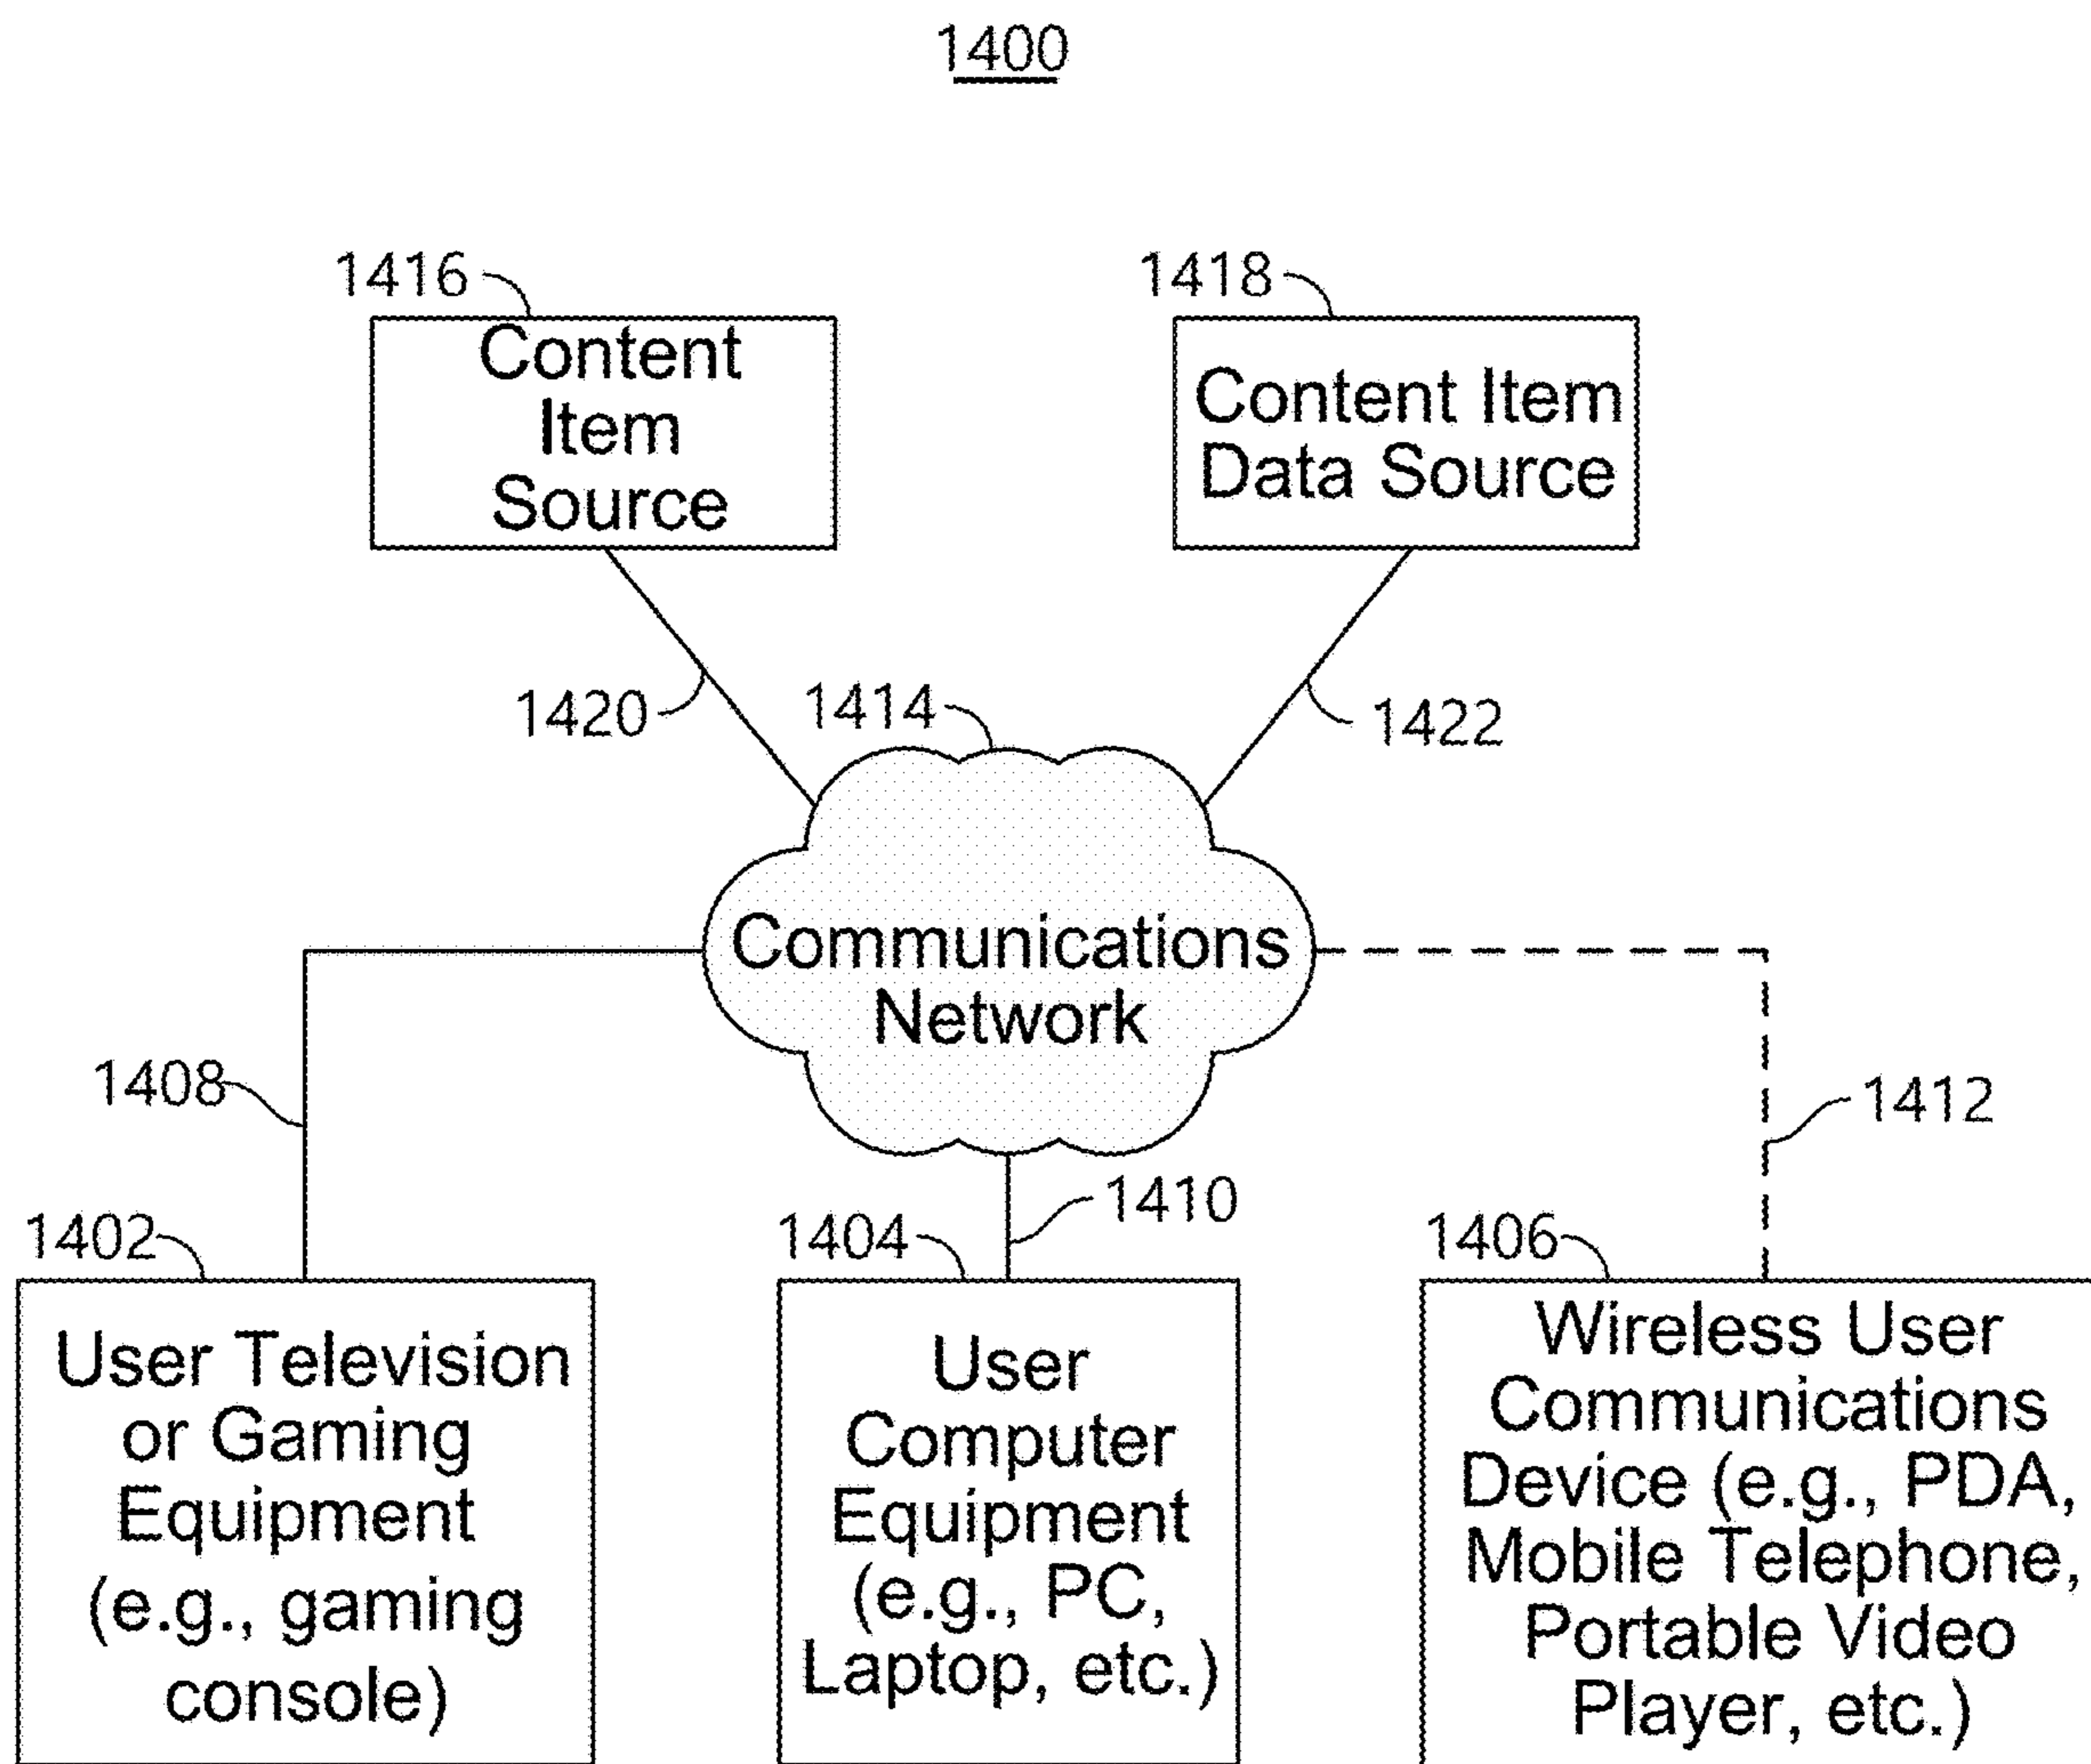 1400
1416
1418
Content
Item
Source
Content Item
Data Source
1420
1414
1422
Communications
Network
1408
1412
1410
1402
1404
1406
User Television
or Gaming
Equipment
(e.g., gaming
console)
User
Computer
Equipment
(e.g., PC,
Laptop, etc.)
Wireless User
Communications
Device (e.g., PDA,
Mobile Telephone,
Portable Video
Player, etc.)